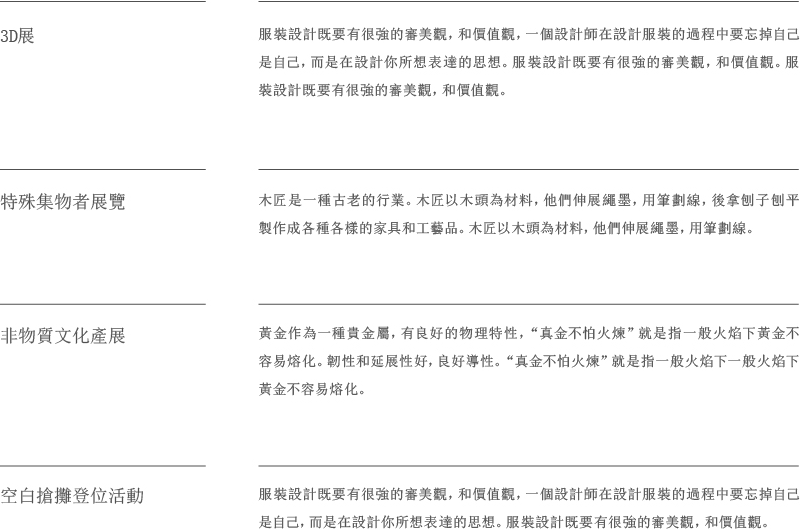 3D展
服裝設計既要有很強的審美觀，和價值觀，一個設計師在設計服裝的過程中要忘掉自己
是自己，而是在設計你所想表達的思想。服裝設計既要有很強的審美觀，和價值觀。服
裝設計既要有很強的審美觀，和價值觀。
特殊集物者展覽
木匠是一種古老的行業。木匠以木頭為材料，他們伸展繩墨，用筆劃線，後拿刨子刨平
製作成各種各樣的家具和工藝品。木匠以木頭為材料，他們伸展繩墨，用筆劃線。
非物質文化產展
黃金作為一種貴金屬，有良好的物理特性，“真金不怕火煉”就是指一般火焰下黃金不
容易熔化。韌性和延展性好，良好導性。“真金不怕火煉”就是指一般火焰下一般火焰下
黃金不容易熔化。
空白搶攤登位活動
服裝設計既要有很強的審美觀，和價值觀，一個設計師在設計服裝的過程中要忘掉自己
是自己，而是在設計你所想表達的思想。服裝設計既要有很強的審美觀，和價值觀。